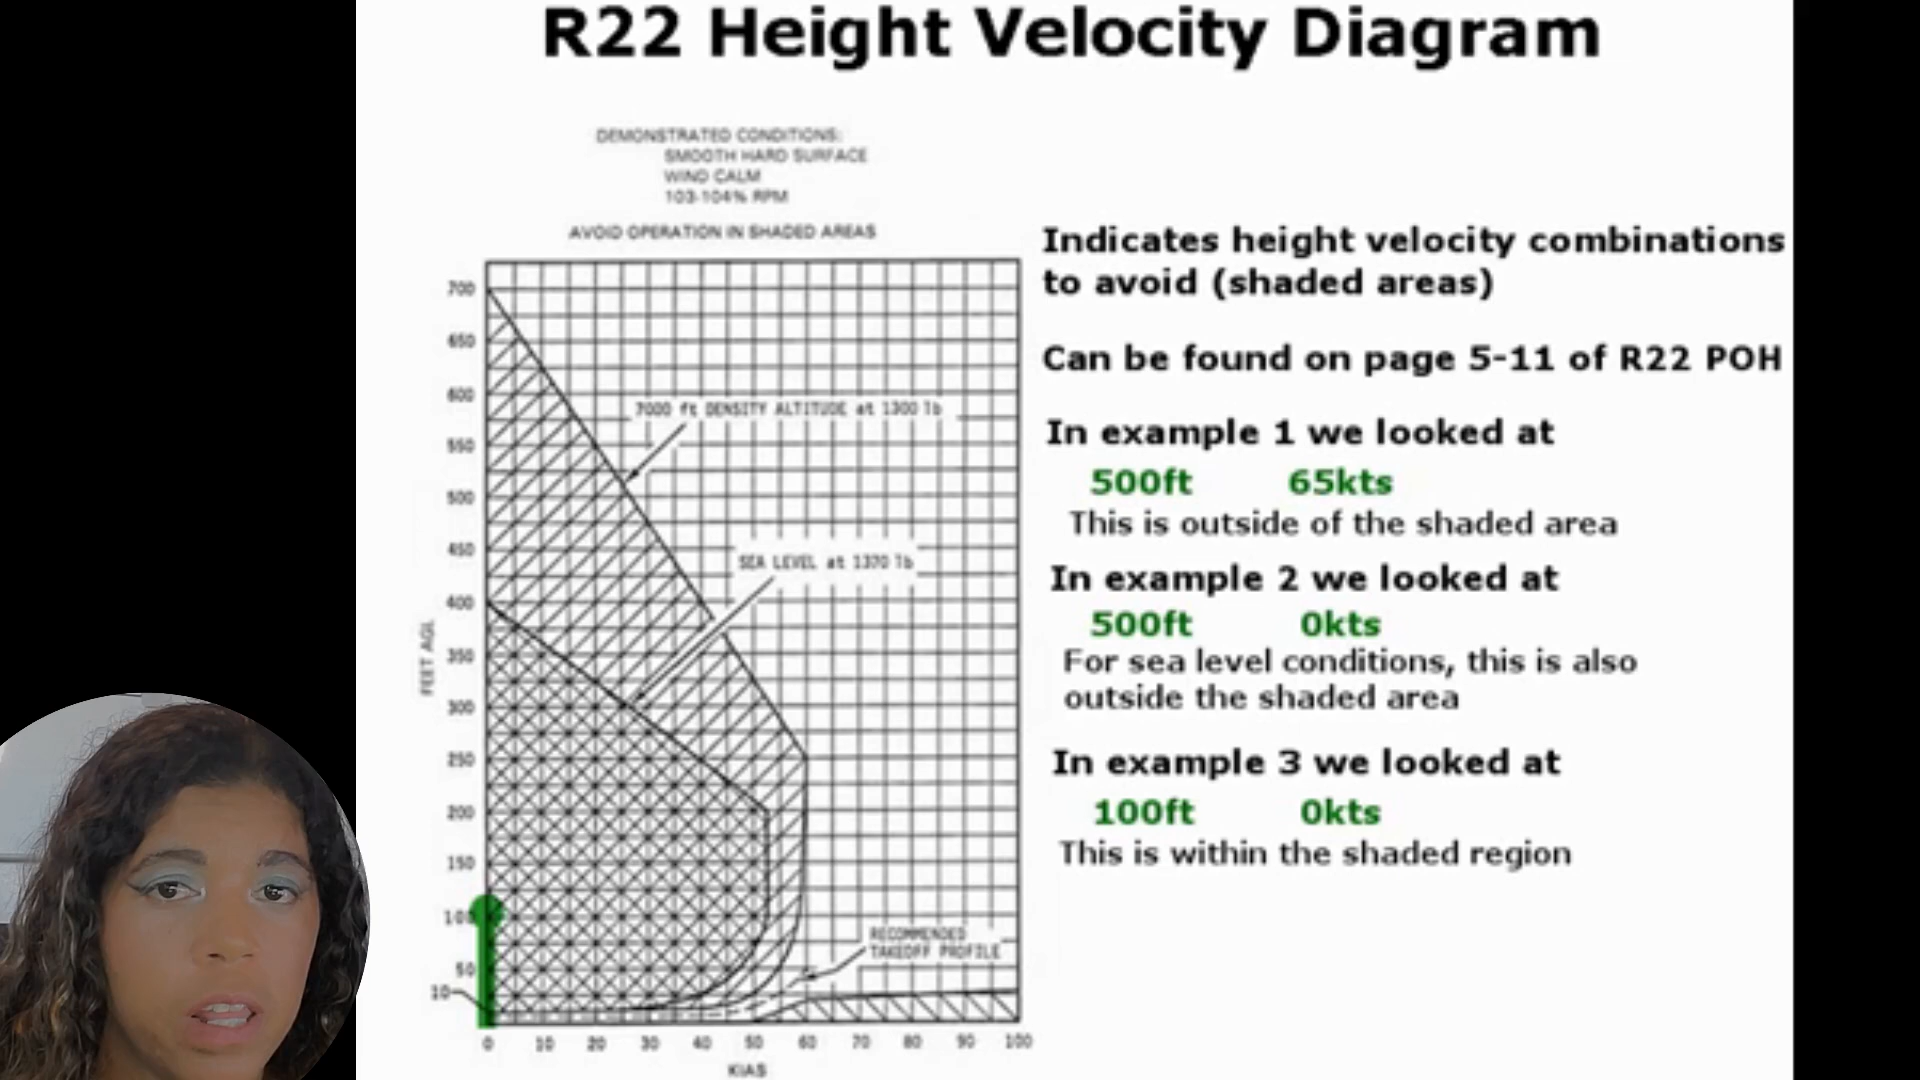 R22 Height Velocity Diagram
DEMONSTRATED CONDITIONS:
SMOOTH HARD SURFACE
WIND CALM
103-104% RPM
AVOID OPERATION IN SHADED AREAS
Indicates height velocity combinations
to avoid (shaded areas)
Can be found on page 5-11 of R22 POH
In example 1 we looked at
500ft 65kts
This is outside of the shaded area
In example 2 we looked at
500ft 0kts
For sea level conditions, this is also
outside the shaded area
In example 3 we looked at
100ft 0kts
This is within the shaded region
700
650
600
550
500
450
400
350
300
250
200
150
100
50
10
FEET AGL
7000 ft DENSITY ALTITUDE at 1300 lb
SEA LEVEL at 1370 lb
RECOMMENDED
TAKEOFF PROFILE
0 10 20 30 40 50 60 70 80 90 100
KIAS